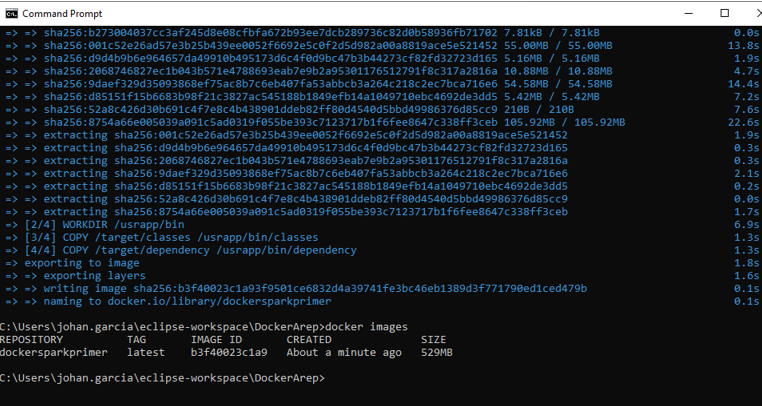 Command Prompt
=> => sha256:b273004037cc3af245d8e08cfbfa672b93ee7dcb289736c82d0b58936fb71702 7.81kB / 7.81kB 0.0s
=> => sha256:001c52e26ad57e3b25b439ee0052f6692e5c0f2d5d982a00a8819ace5e521452 55.00MB / 55.00MB 13.8s
=> => sha256:d9d4b9b6e964657da49910b495173d6c4f0d9bc47b3b44273cf82fd32723d165 5.16MB / 5.16MB 1.9s
=> => sha256:2068746827ec1b043b571e4788693eab7e9b2a95301176512791f8c317a2816a 10.88MB / 10.88MB 4.7s
=> => sha256:9daef329d35093868ef75ac8b7c6eb407fa53abbcb3a264c218c2ec7bca716e6 54.58MB / 54.58MB 14.4s
=> => sha256:d85151f15b6683b98f21c3827ac545188b1849efb14a1049710ebc4692de3dd5 5.42MB / 5.42MB 7.2s
=> => sha256:52a8c426d30b691c4f7e8c4b438901ddeb82ff80d4540d5bbd49986376d85cc9 210B / 210B 7.6s
=> => sha256:8754a66e005039a091c5ad0319f055be393c7123717b1f6fee8647c338ff3ceb 105.92MB / 105.92MB 22.6s
=> => extracting sha256:001c52e26ad57e3b25b439ee0052f6692e5c0f2d5d982a00a8819ace5e521452 1.9s
=> => extracting sha256:d9d4b9b6e964657da49910b495173d6c4f0d9bc47b3b44273cf82fd32723d165 0.3s
=> => extracting sha256:2068746827ec1b043b571e4788693eab7e9b2a95301176512791f8c317a2816a 0.3s
=> => extracting sha256:9daef329d35093868ef75ac8b7c6eb407fa53abbcb3a264c218c2ec7bca716e6 2.1s
=> => extracting sha256:d85151f15b6683b98f21c3827ac545188b1849efb14a1049710ebc4692de3dd5 0.2s
=> => extracting sha256:52a8c426d30b691c4f7e8c4b438901ddeb82ff80d4540d5bbd49986376d85cc9 0.0s
=> => extracting sha256:8754a66e005039a091c5ad0319f055be393c7123717b1f6fee8647c338ff3ceb 1.7s
=> [2/4] WORKDIR /usrapp/bin 6.9s
=> [3/4] COPY /target/classes /usrapp/bin/classes 1.3s
=> [4/4] COPY /target/dependency /usrapp/bin/dependency 1.3s
=> exporting to image 1.8s
=> => exporting layers 1.6s
=> => writing image sha256:b3f40023c1a93f9501ce6832d4a39741fe3bc46eb1389d3f771790ed1ced479b 0.1s
=> => naming to docker.io/library/dockersparkprimer 0.1s
C:\Users\johan.garcia\eclipse-workspace\DockerArep>docker images
REPOSITORY TAG IMAGE ID CREATED SIZE
dockersparkprimer latest b3f40023c1a9 About a minute ago 529MB
C:\Users\johan.garcia\eclipse-workspace\DockerArep>